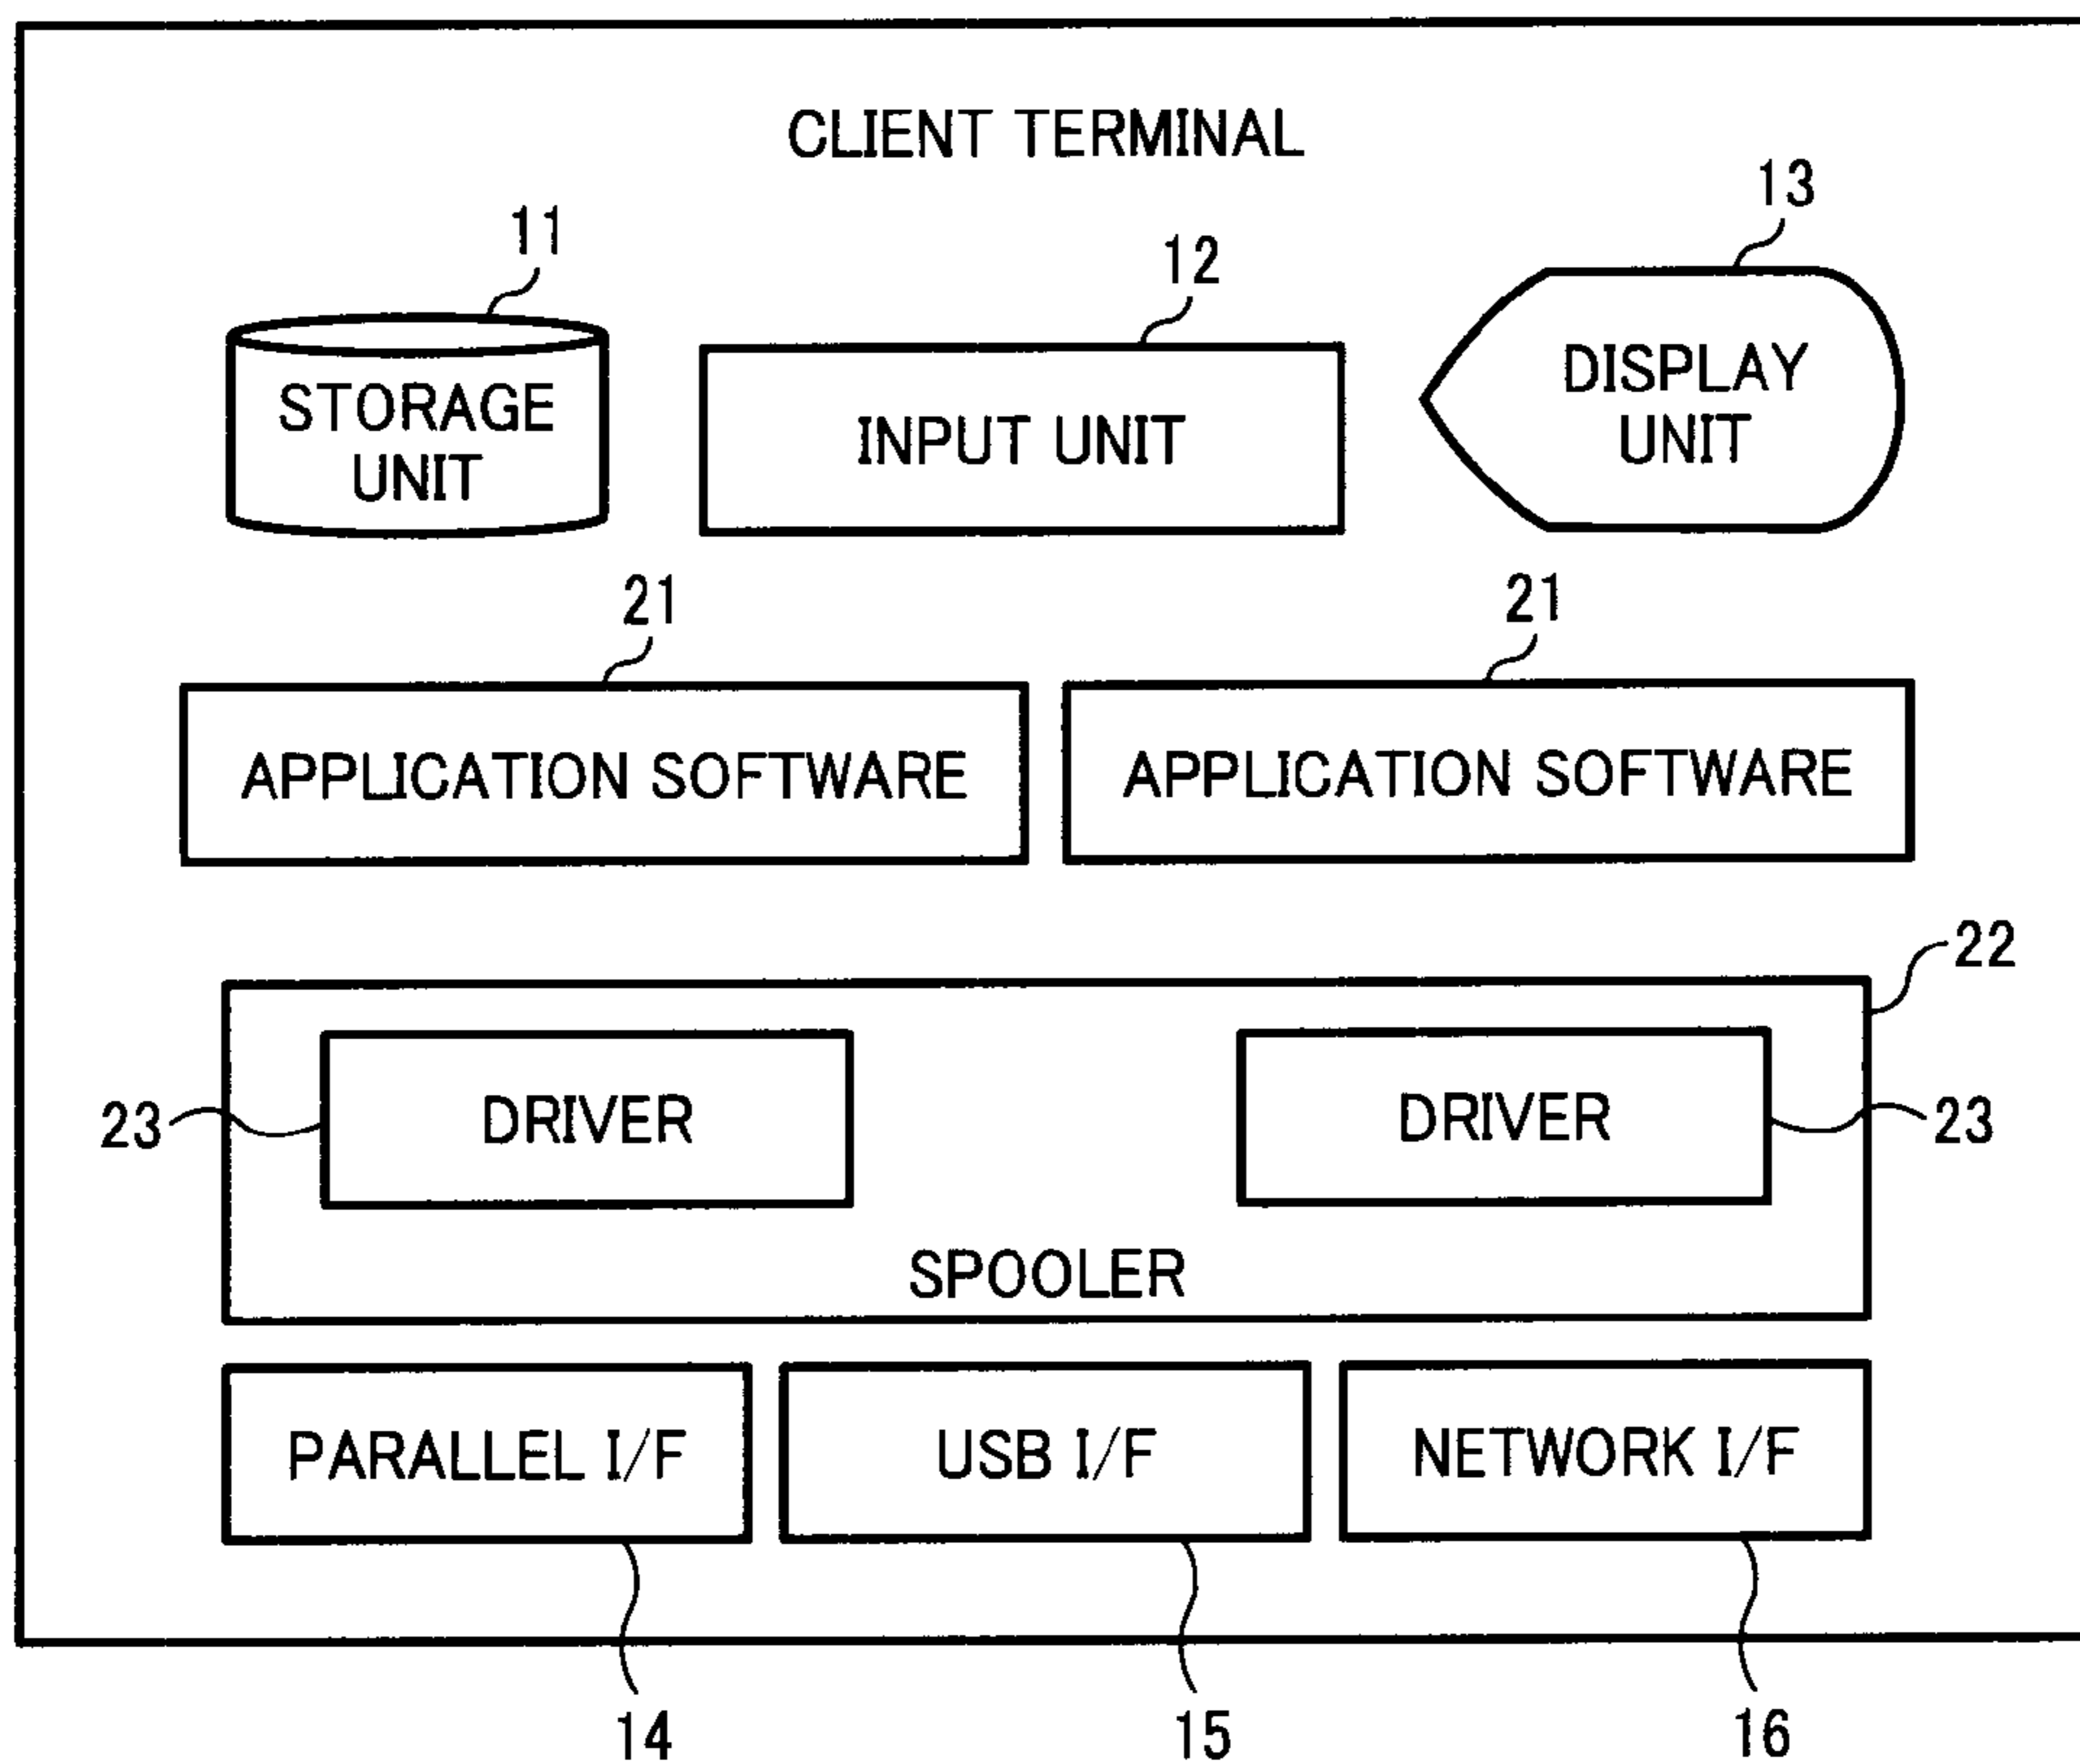 CLIENT TERMINAL
13
11
12
STORAGE
UNIT
INPUT UNIT
DISPLAY
UNIT
21
21
APPLICATION SOFTWARE
APPLICATION SOFTWARE
22
23
DRIVER
DRIVER
23
SPOOLER
PARALLEL I/F
USB I/F
NETWORK I/F
14
15
16